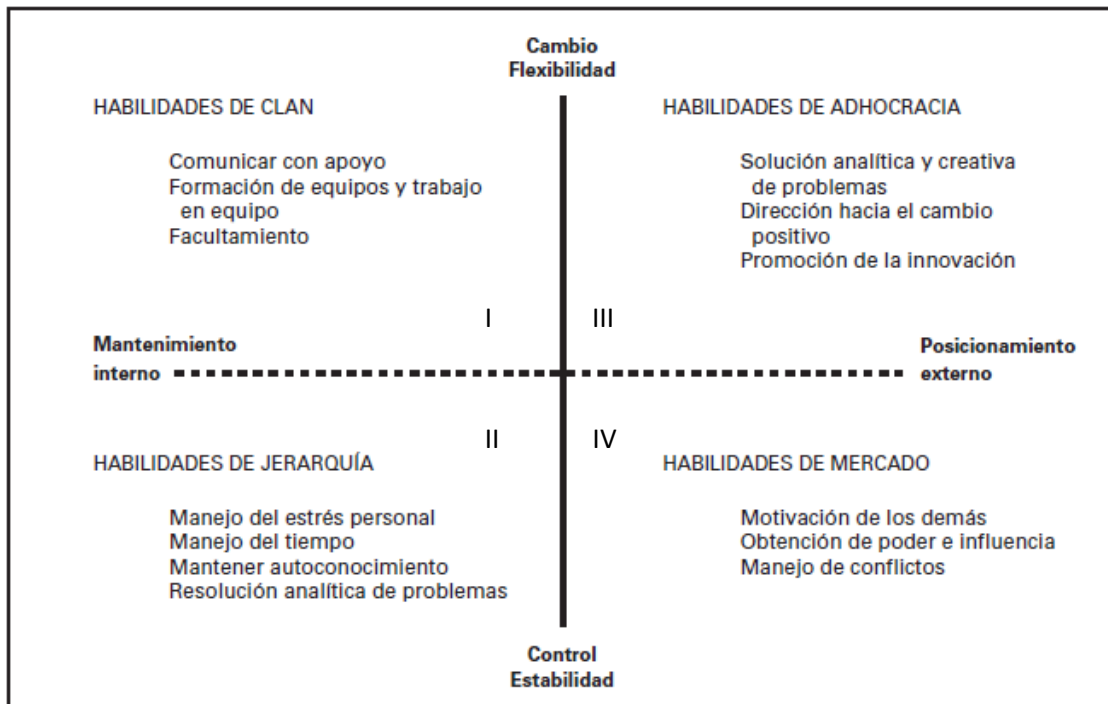 Cambio
Flexibilidad
HABILIDADES DE CLAN
Comunicar con apoyo
Formación de equipos y trabajo
en equipo
Facultamiento
HABILIDADES DE ADHOCRACIA
Solución analítica y creativa
de problemas
Dirección hacia el cambio
positivo
Promoción de la innovación
I
III
Mantenimiento
interno
Posicionamiento
externo
II
IV
HABILIDADES DE JERARQUÍA
Manejo del estrés personal
Manejo del tiempo
Mantener autoconocimiento
Resolución analítica de problemas
HABILIDADES DE MERCADO
Motivación de los demás
Obtención de poder e influencia
Manejo de conflictos
Control
Estabilidad